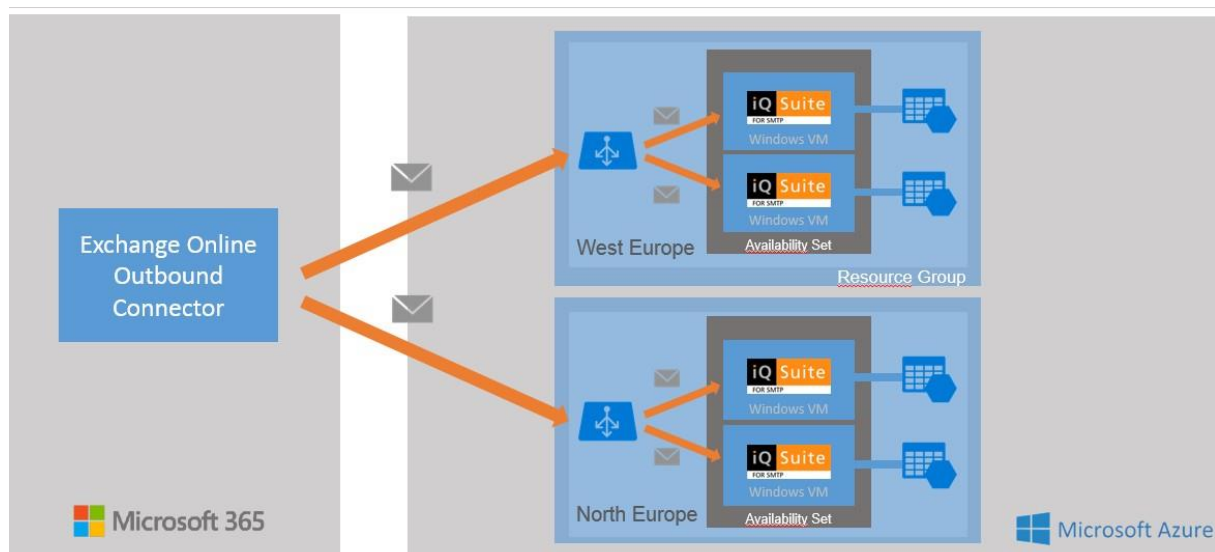 Exchange Online
Outbound
Connector
Microsoft 365
iQ Suite
FOR SMTP
Windows VM
iQ Suite
FOR SMTP
Windows VM
West Europe
Availability Set
Resource Group
iQ Suite
FOR SMTP
Windows VM
iQ Suite
FOR SMTP
Windows VM
North Europe
Availability Set
Microsoft Azure